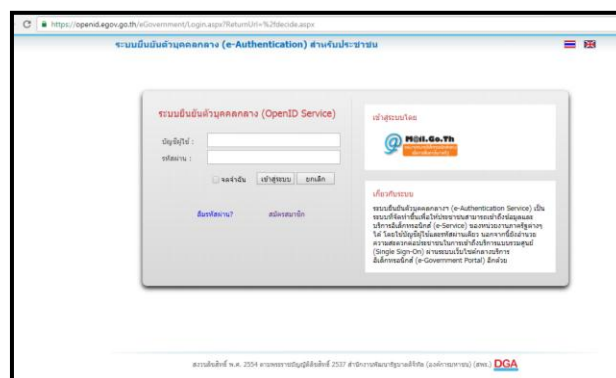 https://openid.egov.go.th/eGovernment/Login.aspx?ReturnUrl=%2fdecide.aspx
ระบบยืนยันตัวบุคคลกลาง (e-Authentication) สำหรับประชาชน
ระบบยืนยันตัวบุคคลกลาง (OpenID Service)
บัญชีผู้ใช้ :
รหัสผ่าน :
จดจำฉัน เข้าสู่ระบบ ยกเลิก
ลืมรหัสผ่าน? สมัครสมาชิก
เข้าสู่ระบบโดย
M@il.Go.Th
เกี่ยวกับระบบ
ระบบยืนยันตัวบุคคลกลางฯ (e-Authentication Service) เป็น
ระบบที่จัดทำขึ้นเพื่อให้ประชาชนสามารถเข้าถึงข้อมูลและ
บริการอิเล็กทรอนิกส์ (e-Service) ของหน่วยงานภาครัฐต่างๆ
ได้ โดยใช้บัญชีผู้ใช้และรหัสผ่านเดียว นอกจากนี้ยังอำนวย
ความสะดวกต่อประชาชนในการเข้าถึงบริการแบบรวมศูนย์
(Single Sign-On) ผ่านระบบเว็บไซต์กลางบริการ
อิเล็กทรอนิกส์ (e-Government Portal) อีกด้วย
สงวนลิขสิทธิ์ พ.ศ. 2554 ตามพระราชบัญญัติลิขสิทธิ์ 2537 สำนักงานพัฒนารัฐบาลดิจิทัล (องค์การมหาชน) (สพร.) DGA